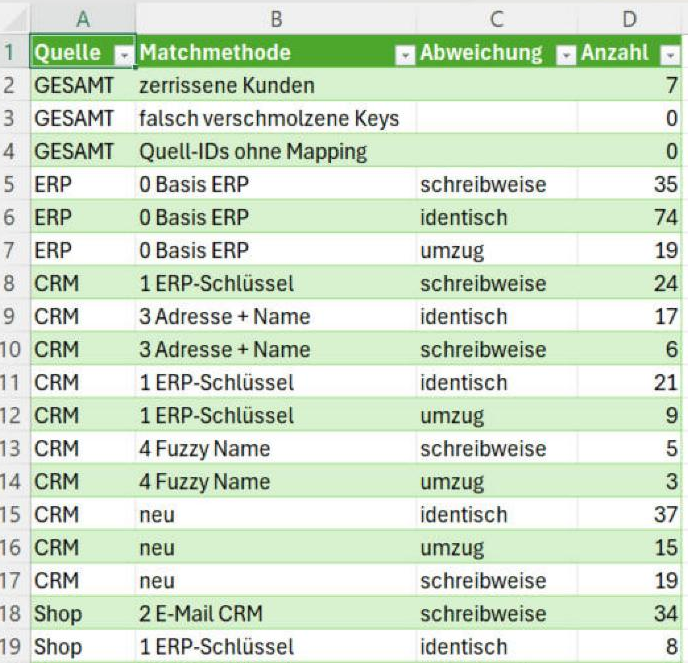 A B C D
1 Quelle Matchmethode Abweichung Anzahl
2 GESAMT zerrissene Kunden 7
3 GESAMT falsch verschmolzene Keys 0
4 GESAMT Quell-IDs ohne Mapping 0
5 ERP 0 Basis ERP schreibweise 35
6 ERP 0 Basis ERP identisch 74
7 ERP 0 Basis ERP umzug 19
8 CRM 1 ERP-Schlüssel schreibweise 24
9 CRM 3 Adresse + Name identisch 17
10 CRM 3 Adresse + Name schreibweise 6
11 CRM 1 ERP-Schlüssel identisch 21
12 CRM 1 ERP-Schlüssel umzug 9
13 CRM 4 Fuzzy Name schreibweise 5
14 CRM 4 Fuzzy Name umzug 3
15 CRM neu identisch 37
16 CRM neu umzug 15
17 CRM neu schreibweise 19
18 Shop 2 E-Mail CRM schreibweise 34
19 Shop 1 ERP-Schlüssel identisch 8